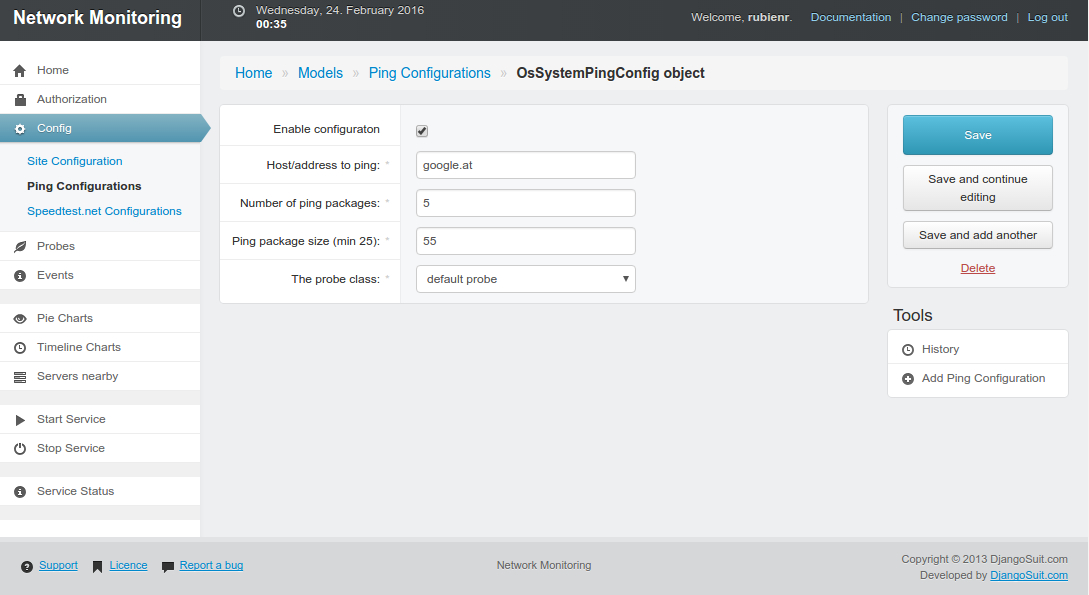 Network Monitoring
Wednesday, 24. February 2016
00:35
Welcome, rubienr. Documentation | Change password | Log out
Home
Authorization
Config
Site Configuration
Ping Configurations
Speedtest.net Configurations
Probes
Events
Pie Charts
Timeline Charts
Servers nearby
Start Service
Stop Service
Service Status
Home » Models » Ping Configurations » OsSystemPingConfig object
Enable configuraton
Host/address to ping: * google.at
Number of ping packages: * 5
Ping package size (min 25): * 55
The probe class: * default probe
Save
Save and continue
editing
Save and add another
Delete
Tools
History
Add Ping Configuration
Support Licence Report a bug
Network Monitoring
Copyright © 2013 DjangoSuit.com
Developed by DjangoSuit.com